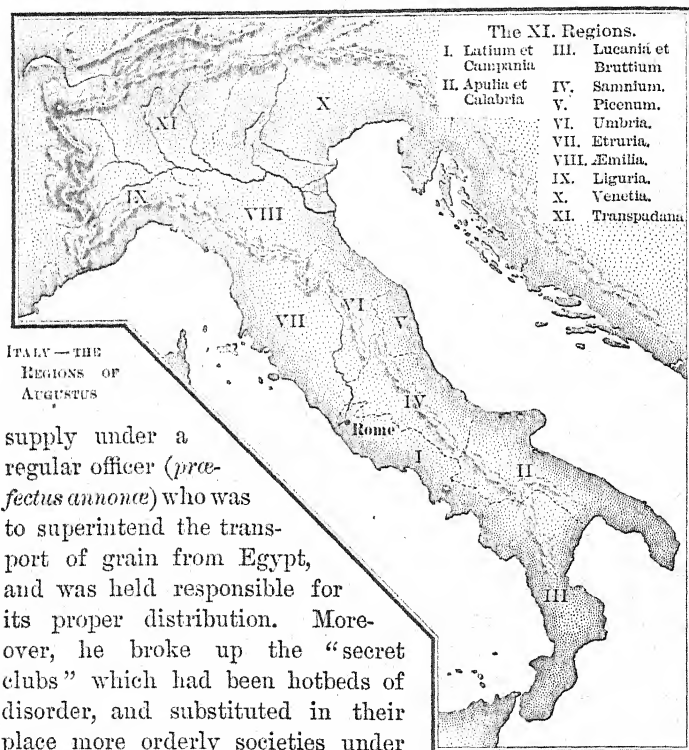 The XI. Regions.
I. Latium et Campania
II. Apulia et Calabria
III. Lucania et Bruttium
IV. Samnium.
V. Picenum.
VI. Umbria.
VII. Etruria.
VIII. Æmilia.
IX. Liguria.
X. Venetia.
XI. Transpadana
X
XI
IX
VIII
VI
V
VII
IV
Rome
I
II
III
ITALY — THE
REGIONS OF
AUGUSTUS
supply under a
regular officer (præ-
fectus annonæ) who was
to superintend the trans-
port of grain from Egypt,
and was held responsible for
its proper distribution. More-
over, he broke up the “secret
clubs” which had been hotbeds of
disorder, and substituted in their
place more orderly societies under